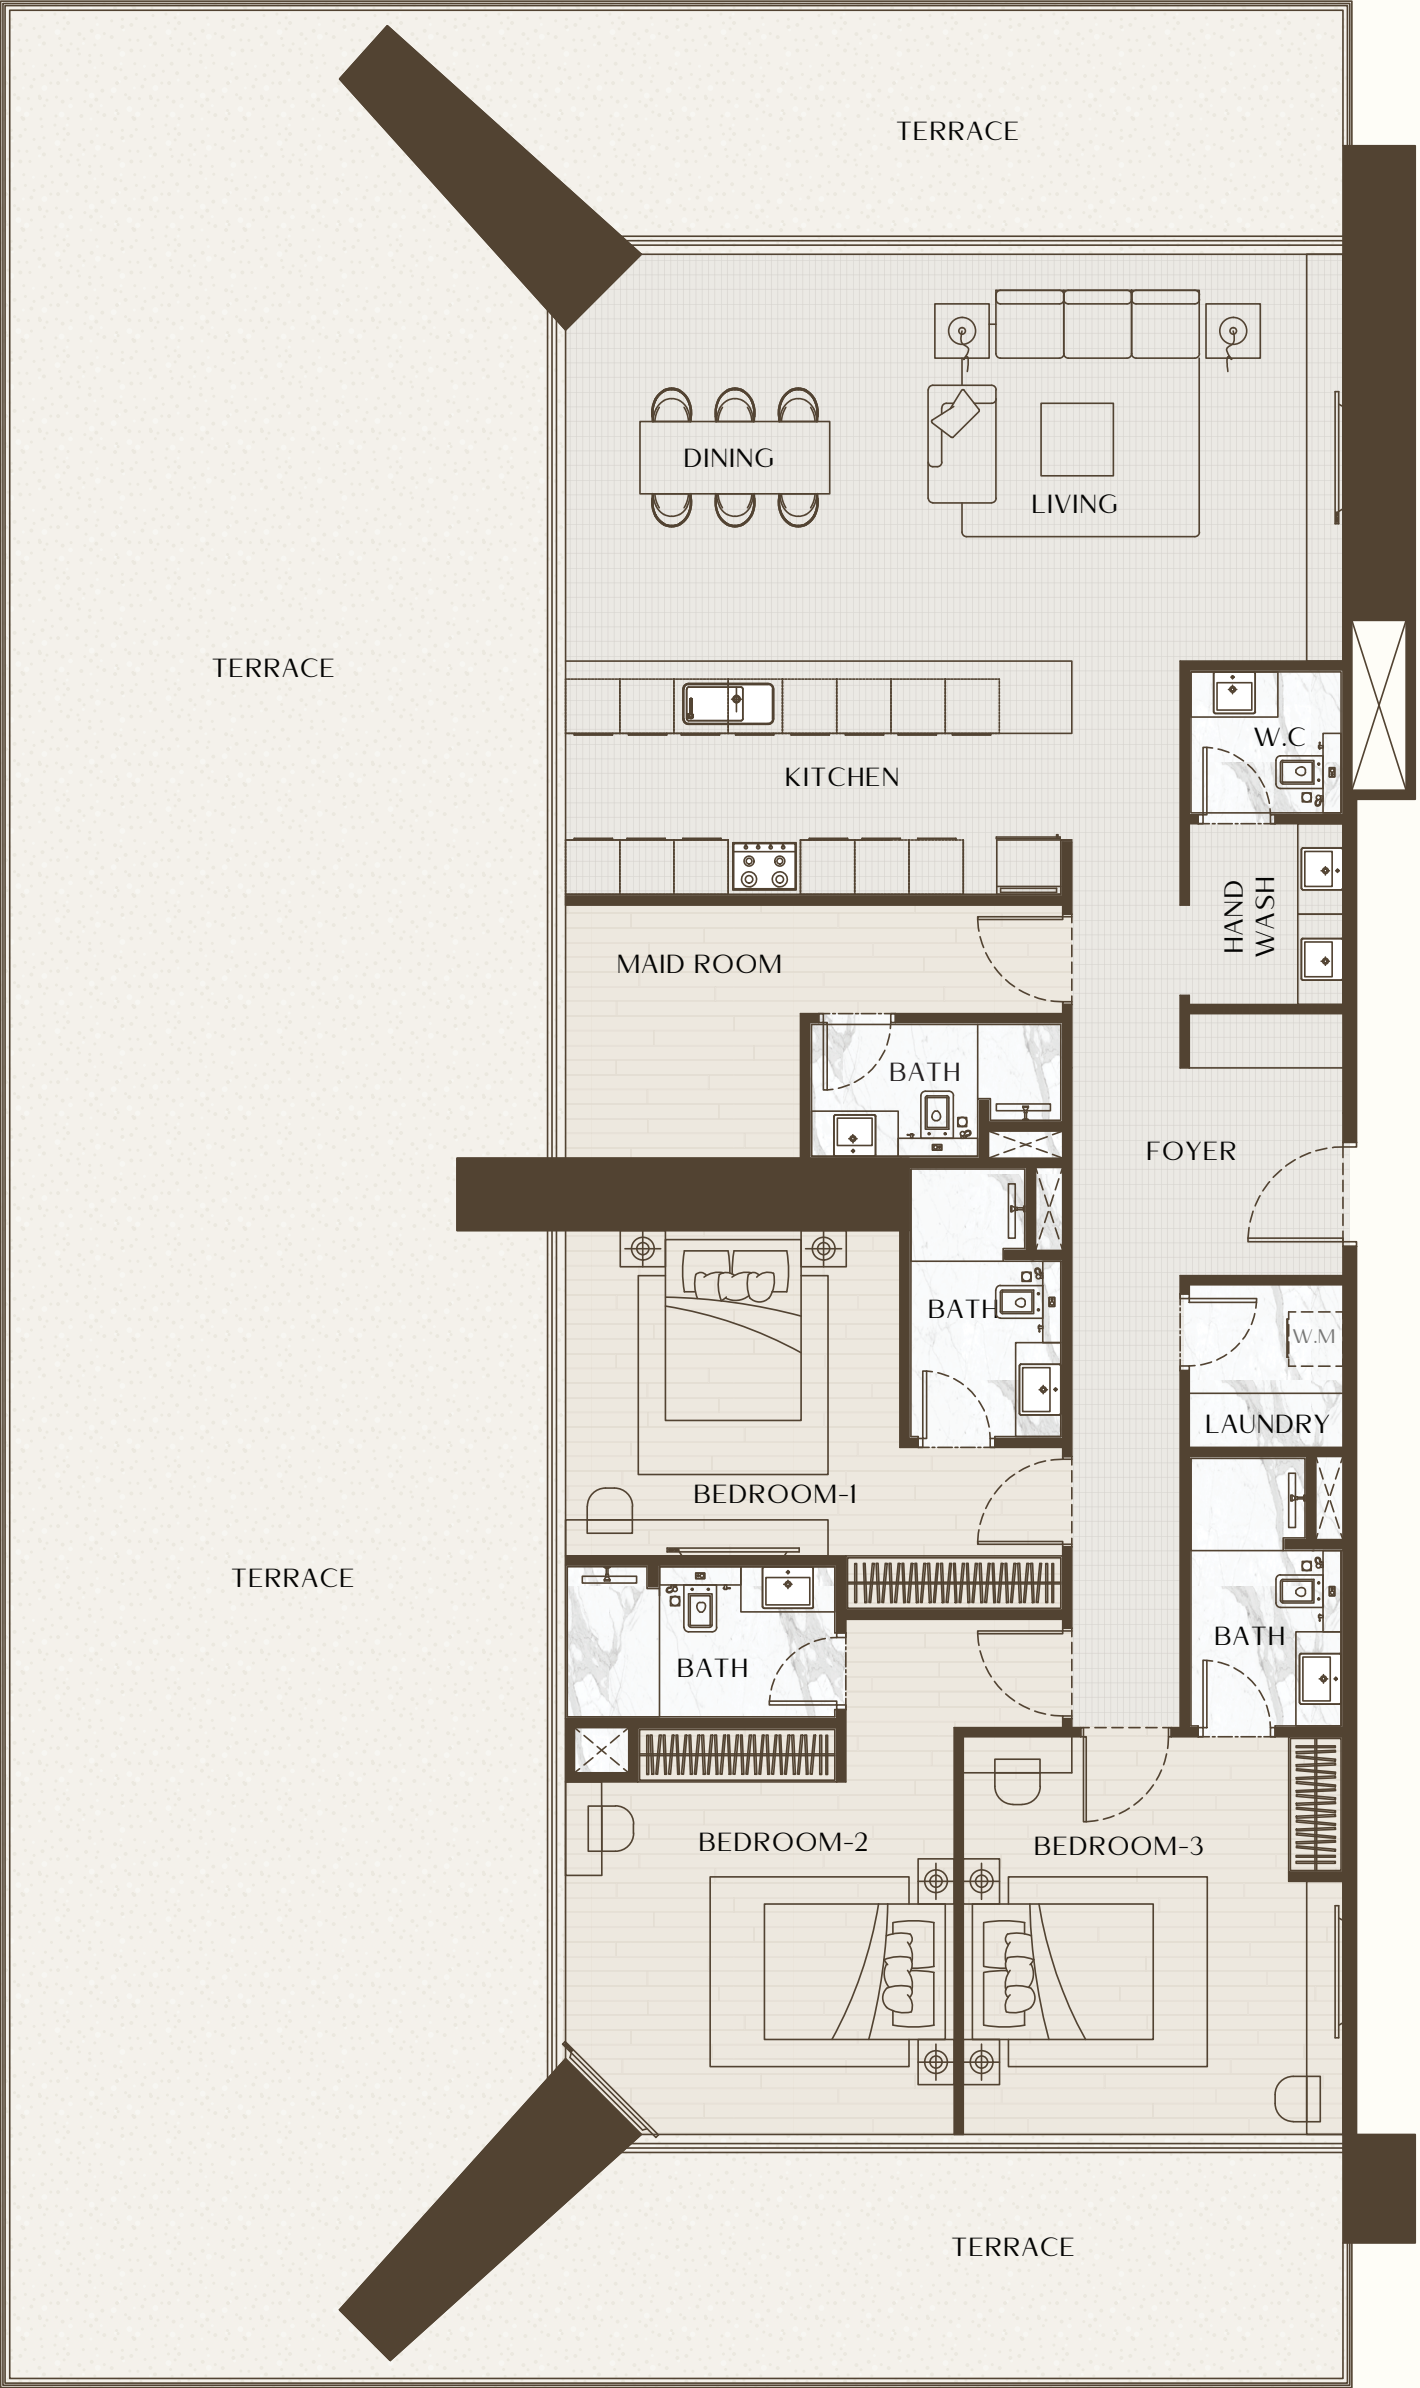 TERRACE
DINING
LIVING
TERRACE
W.C
KITCHEN
HAND
WASH
MAID ROOM
BATH
FOYER
BATH
W.M
LAUNDRY
BEDROOM-1
TERRACE
BATH
BATH
BEDROOM-2
BEDROOM-3
TERRACE